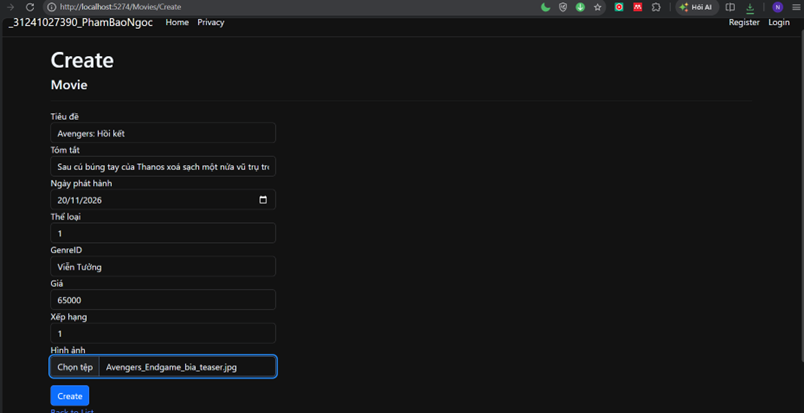 http://localhost:5274/Movies/Create
Hỏi AI
N
_31241027390_PhamBaoNgoc Home Privacy Register Login
Create
Movie
Tiêu đề
Avengers: Hồi kết
Tóm tắt
Sau cú búng tay của Thanos xoá sạch một nửa vũ trụ
Ngày phát hành
20/11/2026
Thể loại
1
GenreID
Viễn Tưởng
Giá
65000
Xếp hạng
1
Hình ảnh
Chọn tệp Avengers_Endgame_bia_teaser.jpg
Create
Back to List